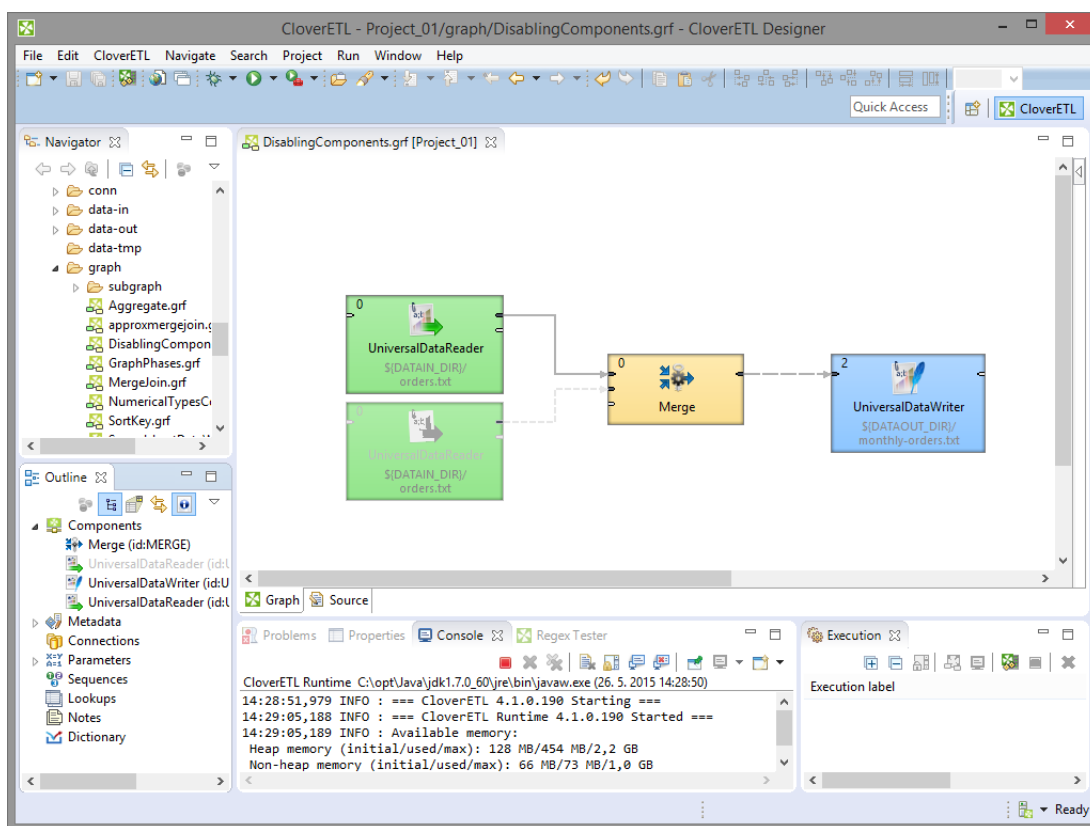 CloverETL - Project_01/graph/DisablingComponents.grf - CloverETL Designer
File Edit CloverETL Navigate Search Project Run Window Help
Quick Access
CloverETL
Navigator
conn
data-in
data-out
data-tmp
graph
subgraph
Aggregate.grf
approxmergejoin.g
DisablingCompon
GraphPhases.grf
MergeJoin.grf
NumericalTypesC
SortKey.grf
DisablingComponents.grf [Project_01]
0
UniversalDataReader
$(DATAIN_DIR)/
orders.txt
0
UniversalDataReader
$(DATAIN_DIR)/
orders.txt
0
Merge
2
UniversalDataWriter
$(DATAOUT_DIR)/
monthly-orders.txt
Graph Source
Outline
Components
Merge (id:MERGE)
UniversalDataReader (id:U
UniversalDataWriter (id:U
UniversalDataReader (id:U
Metadata
Connections
Parameters
Sequences
Lookups
Notes
Dictionary
Problems Properties Console Regex Tester
CloverETL Runtime C:\opt\Java\jdk1.7.0_60\jre\bin\javaw.exe (26. 5. 2015 14:28:50)
14:28:51,979 INFO : === CloverETL 4.1.0.190 Starting ===
14:29:05,188 INFO : === CloverETL Runtime 4.1.0.190 Started ===
14:29:05,189 INFO : Available memory:
Heap memory (initial/used/max): 128 MB/454 MB/2,2 GB
Non-heap memory (initial/used/max): 66 MB/73 MB/1,0 GB
Execution
Execution label
Ready